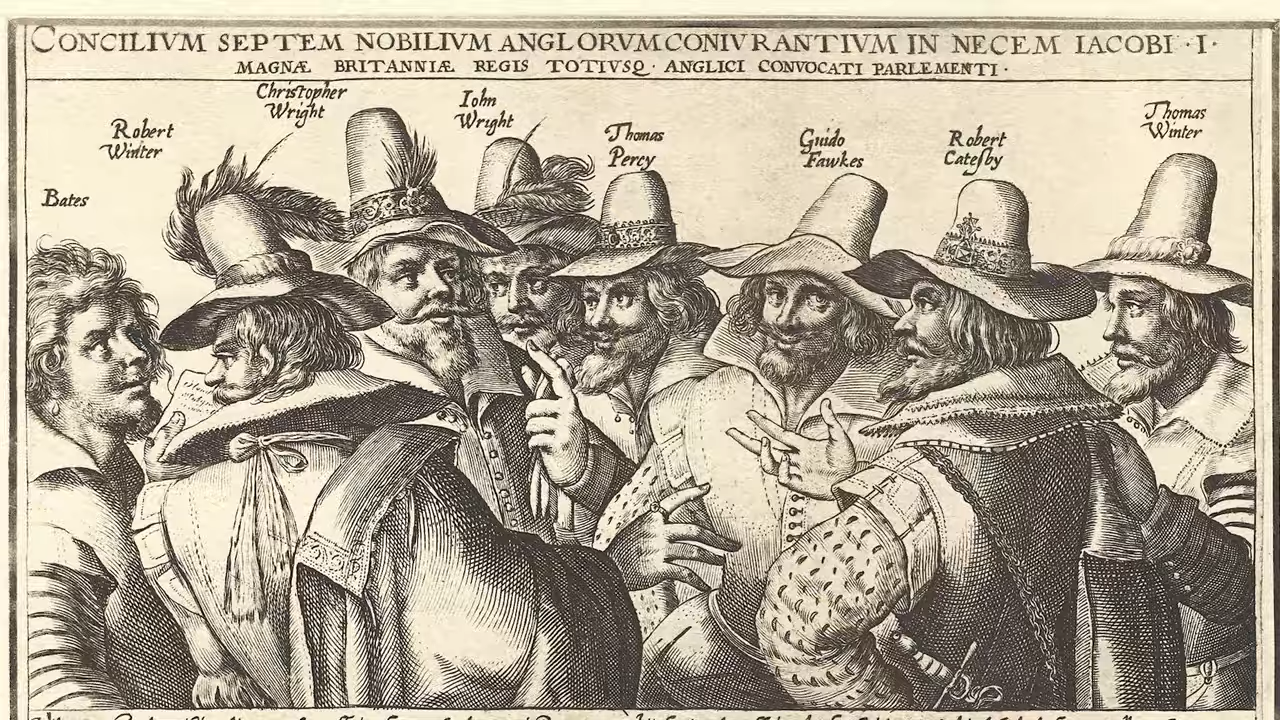 CONCILIVM SEPTEM NOBILIVM ANGLORVM CONIVRANTIVM IN NECEM IACOBI ·I·
MAGNÆ BRITANNIÆ REGIS TOTIVSQ· ANGLICI CONVOCATI PARLEMENTI·
Bates
Robert
Winter
Christopher
Wright
Iohn
Wright
Thomas
Percy
Guido
Fawkes
Robert
Catesby
Thomas
Winter